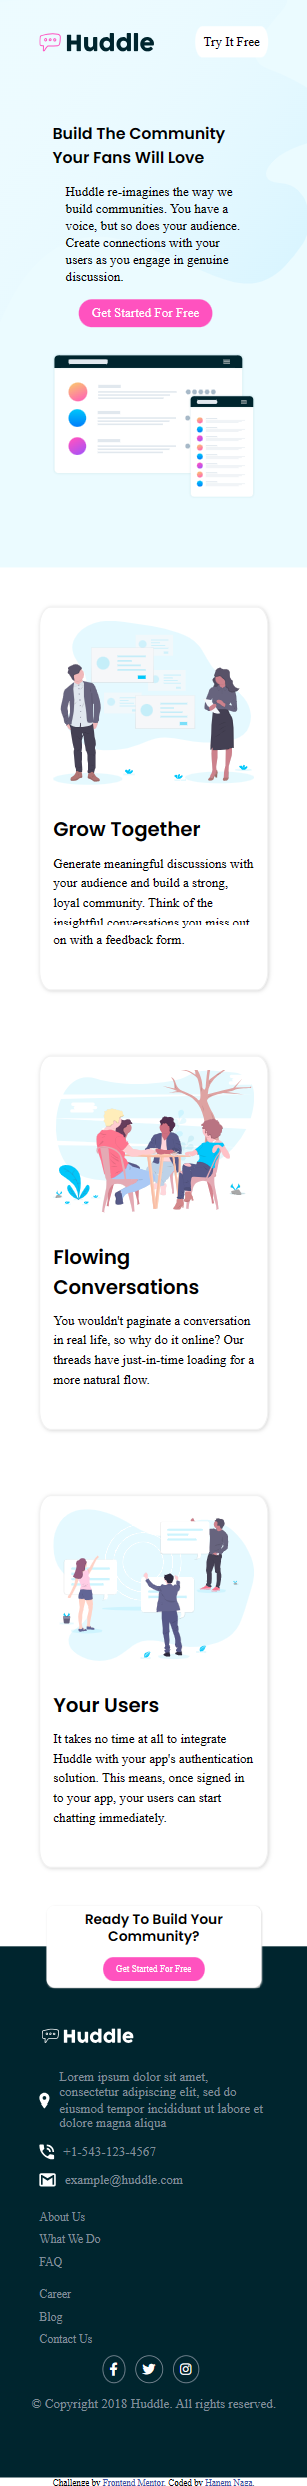 Huddle
Try It Free
Build The Community
Your Fans Will Love
Huddle re-imagines the way we
build communities. You have a
voice, but so does your audience.
Create connections with your
users as you engage in genuine
discussion.
Get Started For Free
Grow Together
Generate meaningful discussions with
your audience and build a strong,
loyal community. Think of the
insightful conversations you miss out
on with a feedback form.
Flowing
Conversations
You wouldn't paginate a conversation
in real life, so why do it online? Our
threads have just-in-time loading for a
more natural flow.
Your Users
It takes no time at all to integrate
Huddle with your app's authentication
solution. This means, once signed in
to your app, your users can start
chatting immediately.
Ready To Build Your
Community?
Get Started For Free
Huddle
Lorem ipsum dolor sit amet,
consectetur adipiscing elit, sed do
eiusmod tempor incididunt ut labore et
dolore magna aliqua
+1-543-123-4567
example@huddle.com
About Us
What We Do
FAQ
Career
Blog
Contact Us
© Copyright 2018 Huddle. All rights reserved.
Challenge by Frontend Mentor. Coded by Hanem Naga.